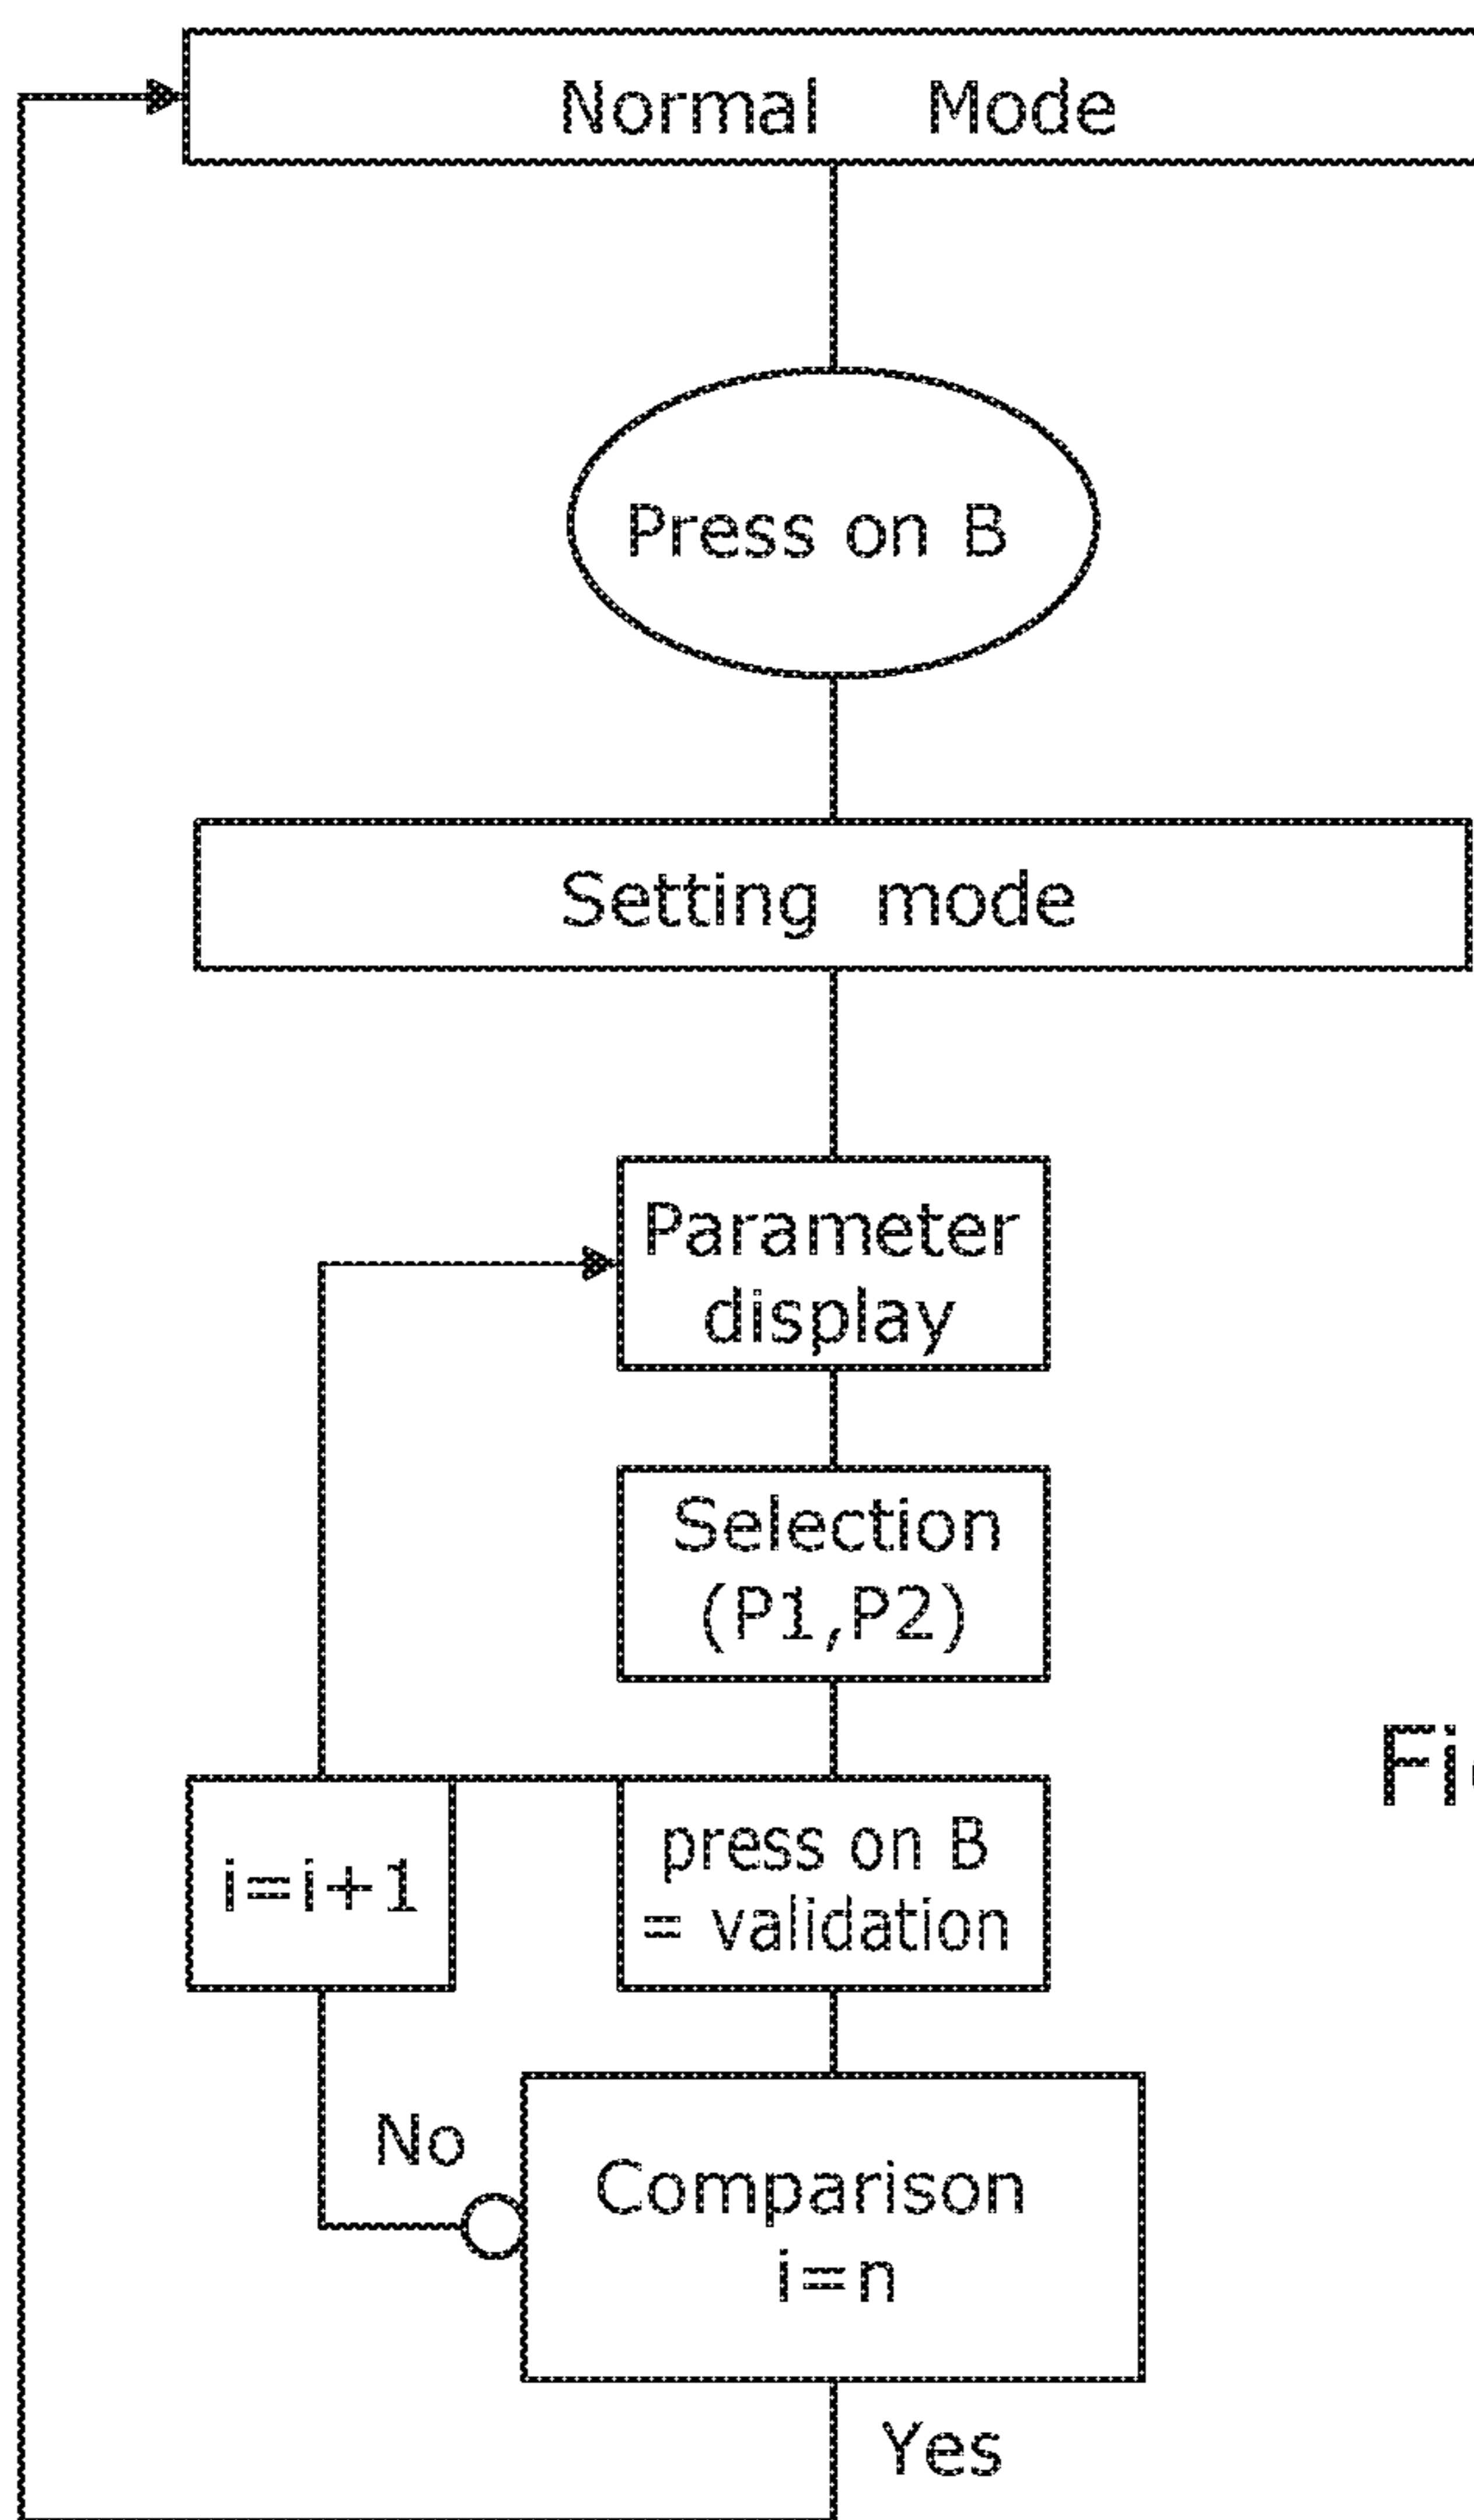 Normal Mode
Press on B
Setting mode
Parameter
display
Selection
(P1,P2)
i=i+1
press on B
= validation
No
Comparison
i=n
Yes